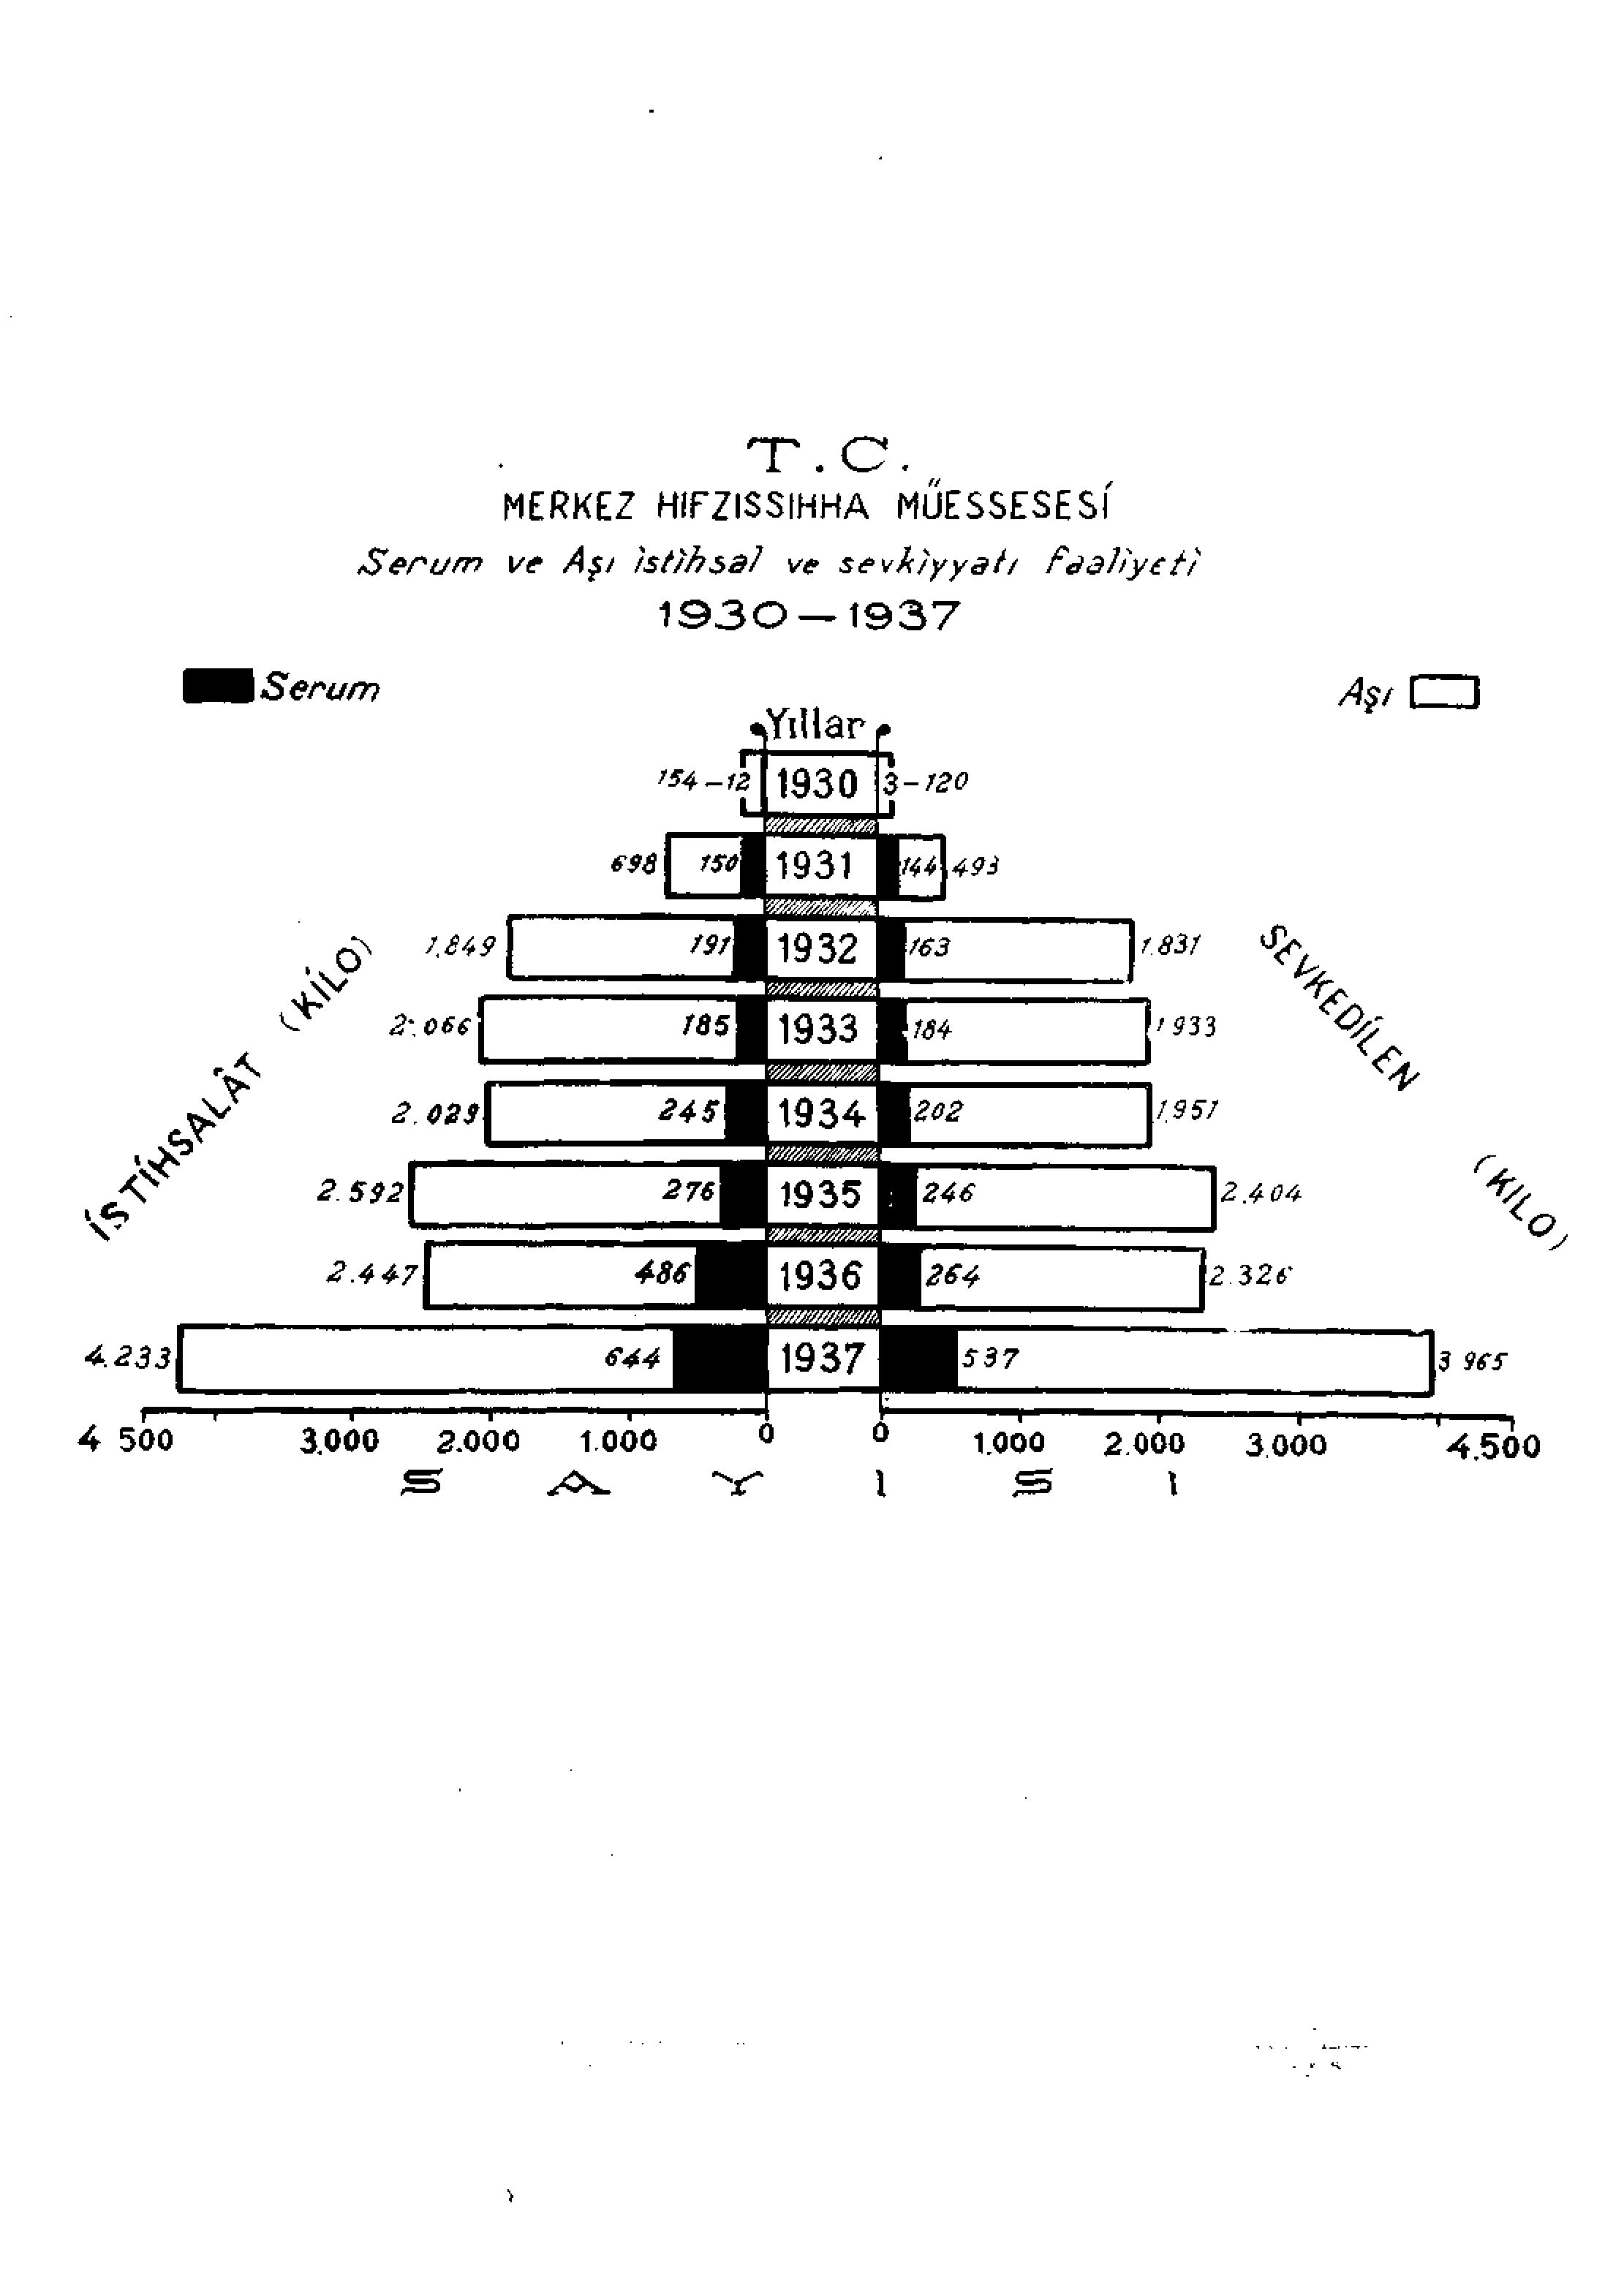 T.C.
MERKEZ HIFZISSIHHA MÜESSESESİ
Serum ve Aşı istihsal ve sevkiyyatı faaliyeti
1930—1937
Serum
Aşı
Yıllar
154-12 1930 3-120
698 150 1931 144 493
1.849 191 1932 163 1.831
2.066 185 1933 184 1933
2.029 245 1934 202 1.951
2.592 276 1935 246 2.404
2.447 486 1936 264 2.326
4.233 644 1937 537 3 965
İSTİHSALÂT (KİLO)
SEVKEDİLEN (KILO)
4 500 3.000 2.000 1.000 0 0 1.000 2.000 3.000 4.500
SAYISI